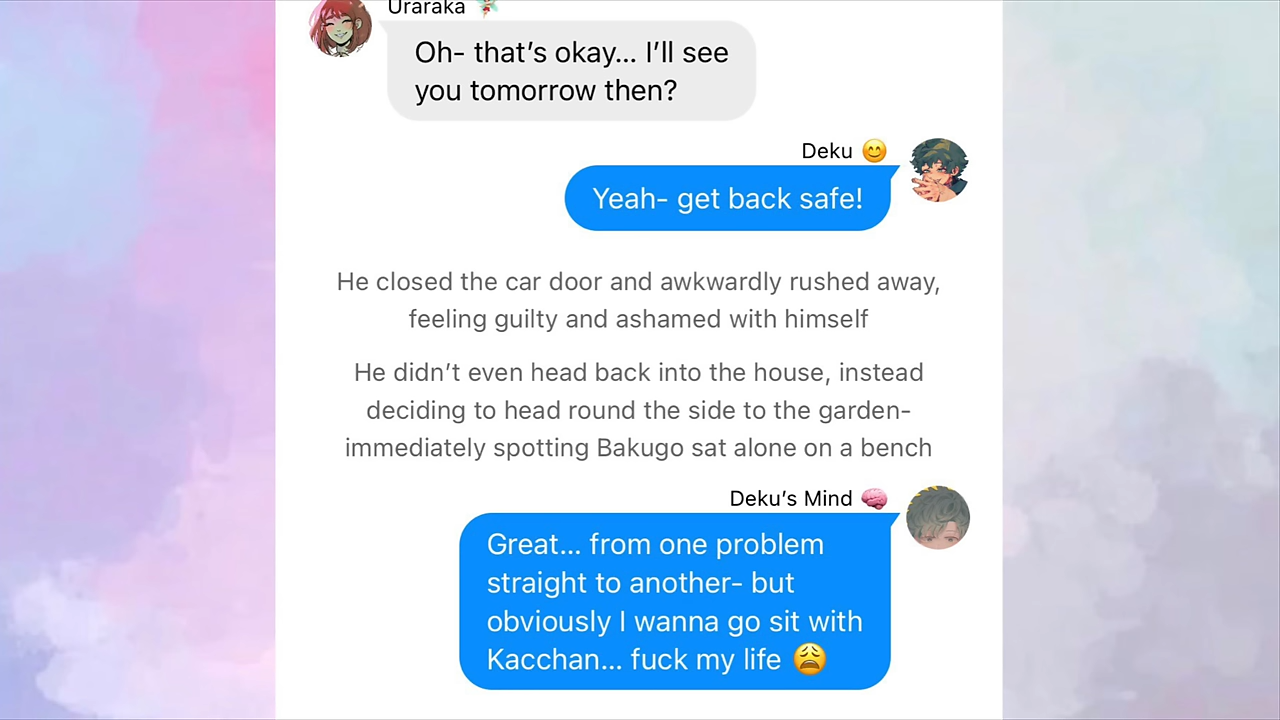 Uraraka 🧚
Oh- that’s okay... I’ll see
you tomorrow then?
Deku 😊
Yeah- get back safe!
He closed the car door and awkwardly rushed away,
feeling guilty and ashamed with himself
He didn’t even head back into the house, instead
deciding to head round the side to the garden-
immediately spotting Bakugo sat alone on a bench
Deku’s Mind 🧠
Great... from one problem
straight to another- but
obviously I wanna go sit with
Kacchan... fuck my life 😩